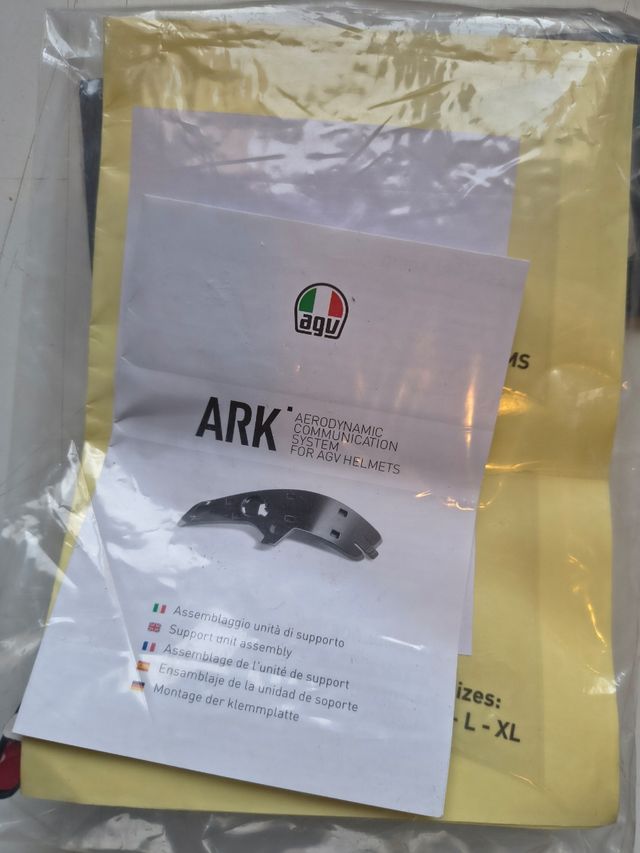 agv
MS
ARK
AERODYNAMIC
COMMUNICATION
SYSTEM
FOR AGV HELMETS
Assemblaggio unità di supporto
Support unit assembly
Assemblage de l'unité de support
Ensamblaje de la unidad de soporte
Montage der klemmplatte
izes:
- L - XL